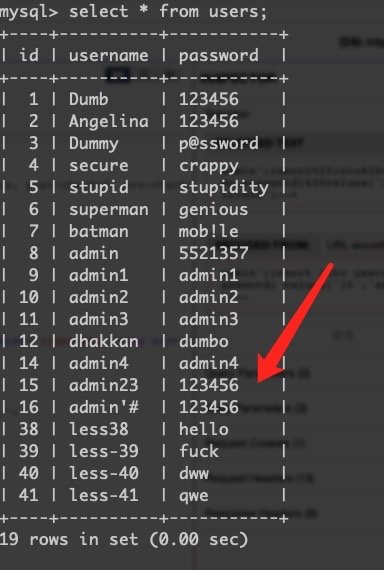 mysql> select * from users;
+----+----------+-----------+
| id | username | password |
+----+----------+-----------+
| 1 | Dumb | 123456 |
| 2 | Angelina | 123456 |
| 3 | Dummy | p@ssword |
| 4 | secure | crappy |
| 5 | stupid | stupidity |
| 6 | superman | genious |
| 7 | batman | mob!le |
| 8 | admin | 5521357 |
| 9 | admin1 | admin1 |
| 10 | admin2 | admin2 |
| 11 | admin3 | admin3 |
| 12 | dhakkan | dumbo |
| 14 | admin4 | admin4 |
| 15 | admin23 | 123456 |
| 16 | admin'# | 123456 |
| 38 | less38 | hello |
| 39 | less-39 | fuck |
| 40 | less-40 | dww |
| 41 | less-41 | qwe |
+----+----------+-----------+
19 rows in set (0.00 sec)